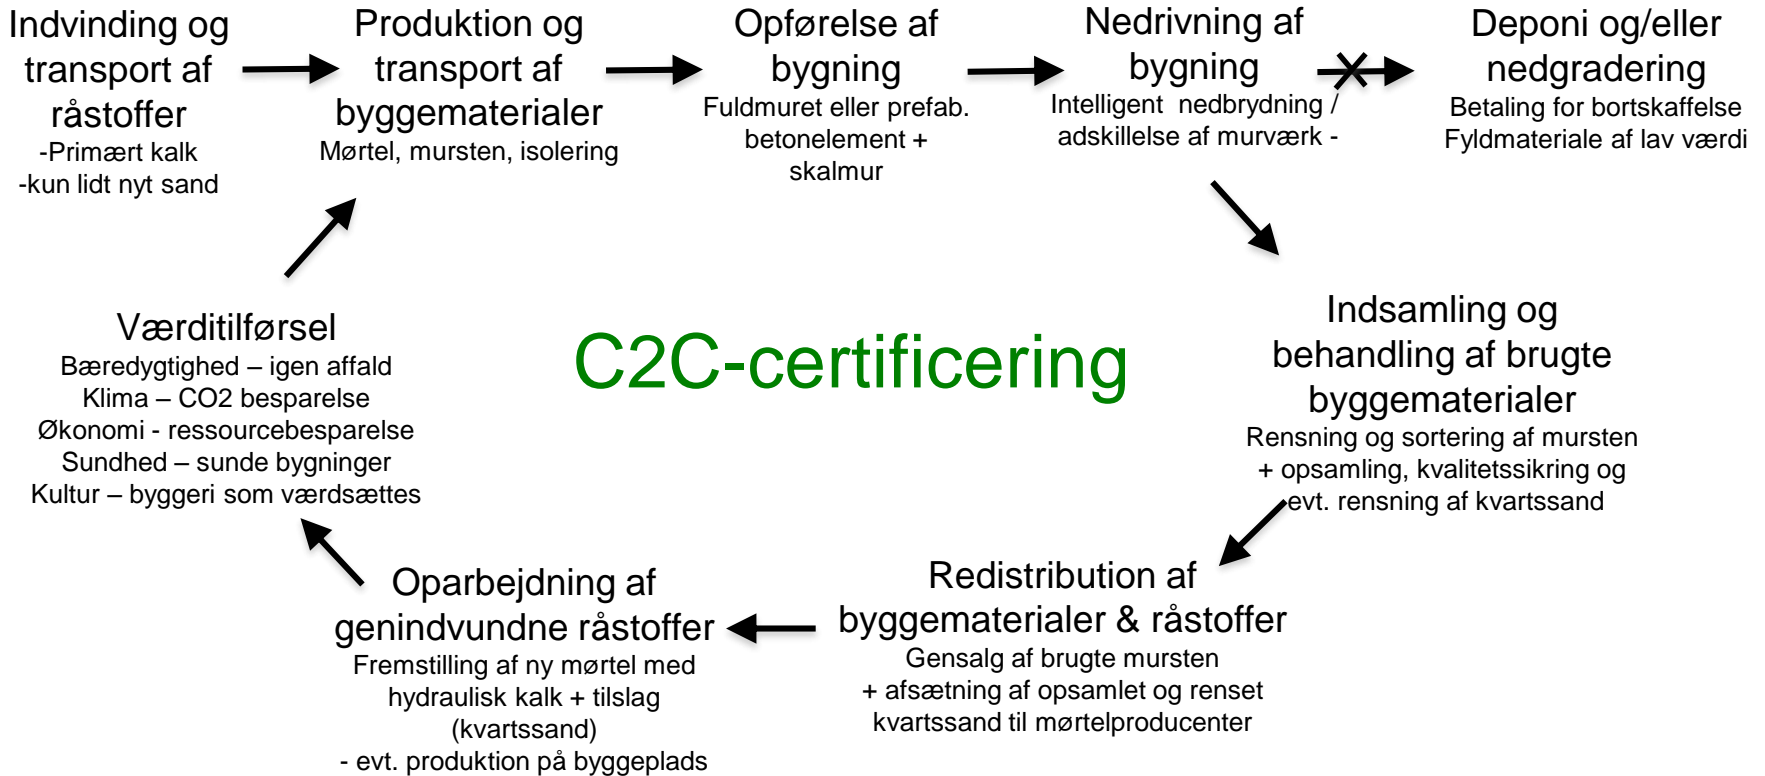 Indvinding og
transport af
råstoffer
-Primært kalk
-kun lidt nyt sand
Produktion og
transport af
byggematerialer
Mørtel, mursten, isolering
Opførelse af
bygning
Fuldmuret eller prefab.
betonelement +
skalmur
Nedrivning af
bygning
Intelligent nedbrydning /
adskillelse af murværk -
Deponi og/eller
nedgradering
Betaling for bortskaffelse
Fyldmateriale af lav værdi
Værditilførsel
Bæredygtighed – igen affald
Klima – CO2 besparelse
Økonomi - ressourcebesparelse
Sundhed – sunde bygninger
Kultur – byggeri som værdsættes
C2C-certificering
Indsamling og
behandling af brugte
byggematerialer
Rensning og sortering af mursten
+ opsamling, kvalitetssikring og
evt. rensning af kvartssand
Oparbejdning af
genindvundne råstoffer
Fremstilling af ny mørtel med
hydraulisk kalk + tilslag
(kvartssand)
- evt. produktion på byggeplads
Redistribution af
byggematerialer & råstoffer
Gensalg af brugte mursten
+ afsætning af opsamlet og renset
kvartssand til mørtelproducenter